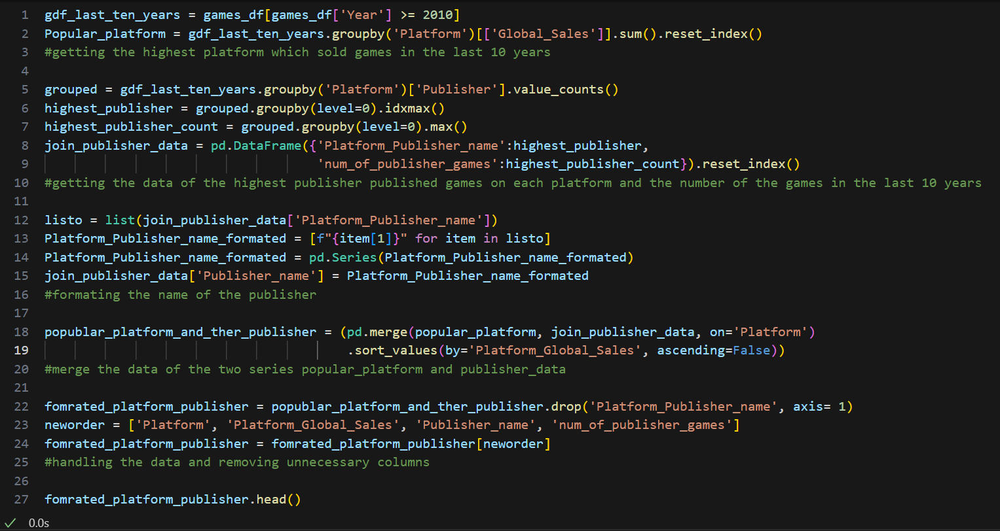 1 gdf_last_ten_years = games_df[games_df['Year'] >= 2010]
2 Popular_platform = gdf_last_ten_years.groupby('Platform')[['Global_Sales']].sum().reset_index()
3 #getting the highest platform which sold games in the last 10 years
4
5 grouped = gdf_last_ten_years.groupby('Platform')['Publisher'].value_counts()
6 highest_publisher = grouped.groupby(level=0).idxmax()
7 highest_publisher_count = grouped.groupby(level=0).max()
8 join_publisher_data = pd.DataFrame({'Platform_Publisher_name':highest_publisher,
9 'num_of_publisher_games':highest_publisher_count}).reset_index()
10 #getting the data of the highest publisher published games on each platform and the number of the games in the last 10 years
11
12 listo = list(join_publisher_data['Platform_Publisher_name'])
13 Platform_Publisher_name_formated = [f"{item[1]}" for item in listo]
14 Platform_Publisher_name_formated = pd.Series(Platform_Publisher_name_formated)
15 join_publisher_data['Publisher_name'] = Platform_Publisher_name_formated
16 #formating the name of the publisher
17
18 popublar_platform_and_ther_publisher = (pd.merge(popular_platform, join_publisher_data, on='Platform')
19 .sort_values(by='Platform_Global_Sales', ascending=False))
20 #merge the data of the two series popular_platform and publisher_data
21
22 fomrated_platform_publisher = popublar_platform_and_ther_publisher.drop('Platform_Publisher_name', axis= 1)
23 neworder = ['Platform', 'Platform_Global_Sales', 'Publisher_name', 'num_of_publisher_games']
24 fomrated_platform_publisher = fomrated_platform_publisher[neworder]
25 #handling the data and removing unnecessary columns
26
27 fomrated_platform_publisher.head()
0.0s